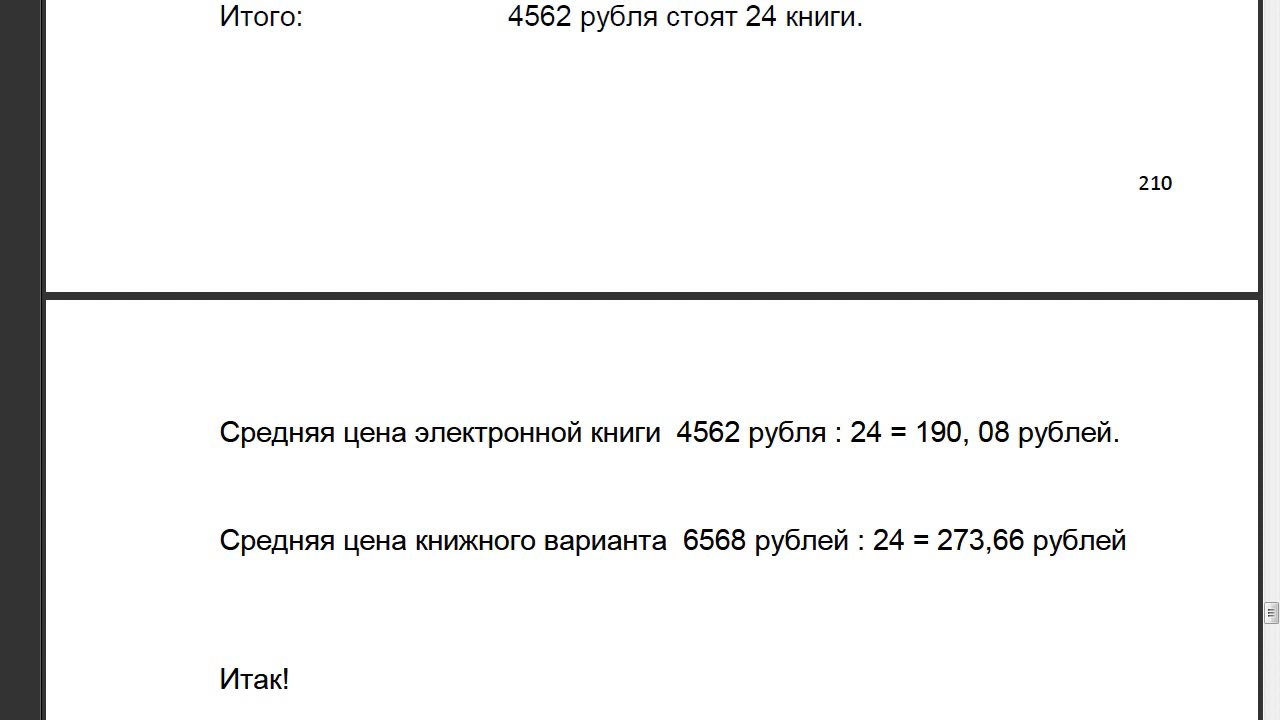 Итого: 4562 рубля стоят 24 книги.
210
Средняя цена электронной книги 4562 рубля : 24 = 190, 08 рублей.
Средняя цена книжного варианта 6568 рублей : 24 = 273,66 рублей
Итак!